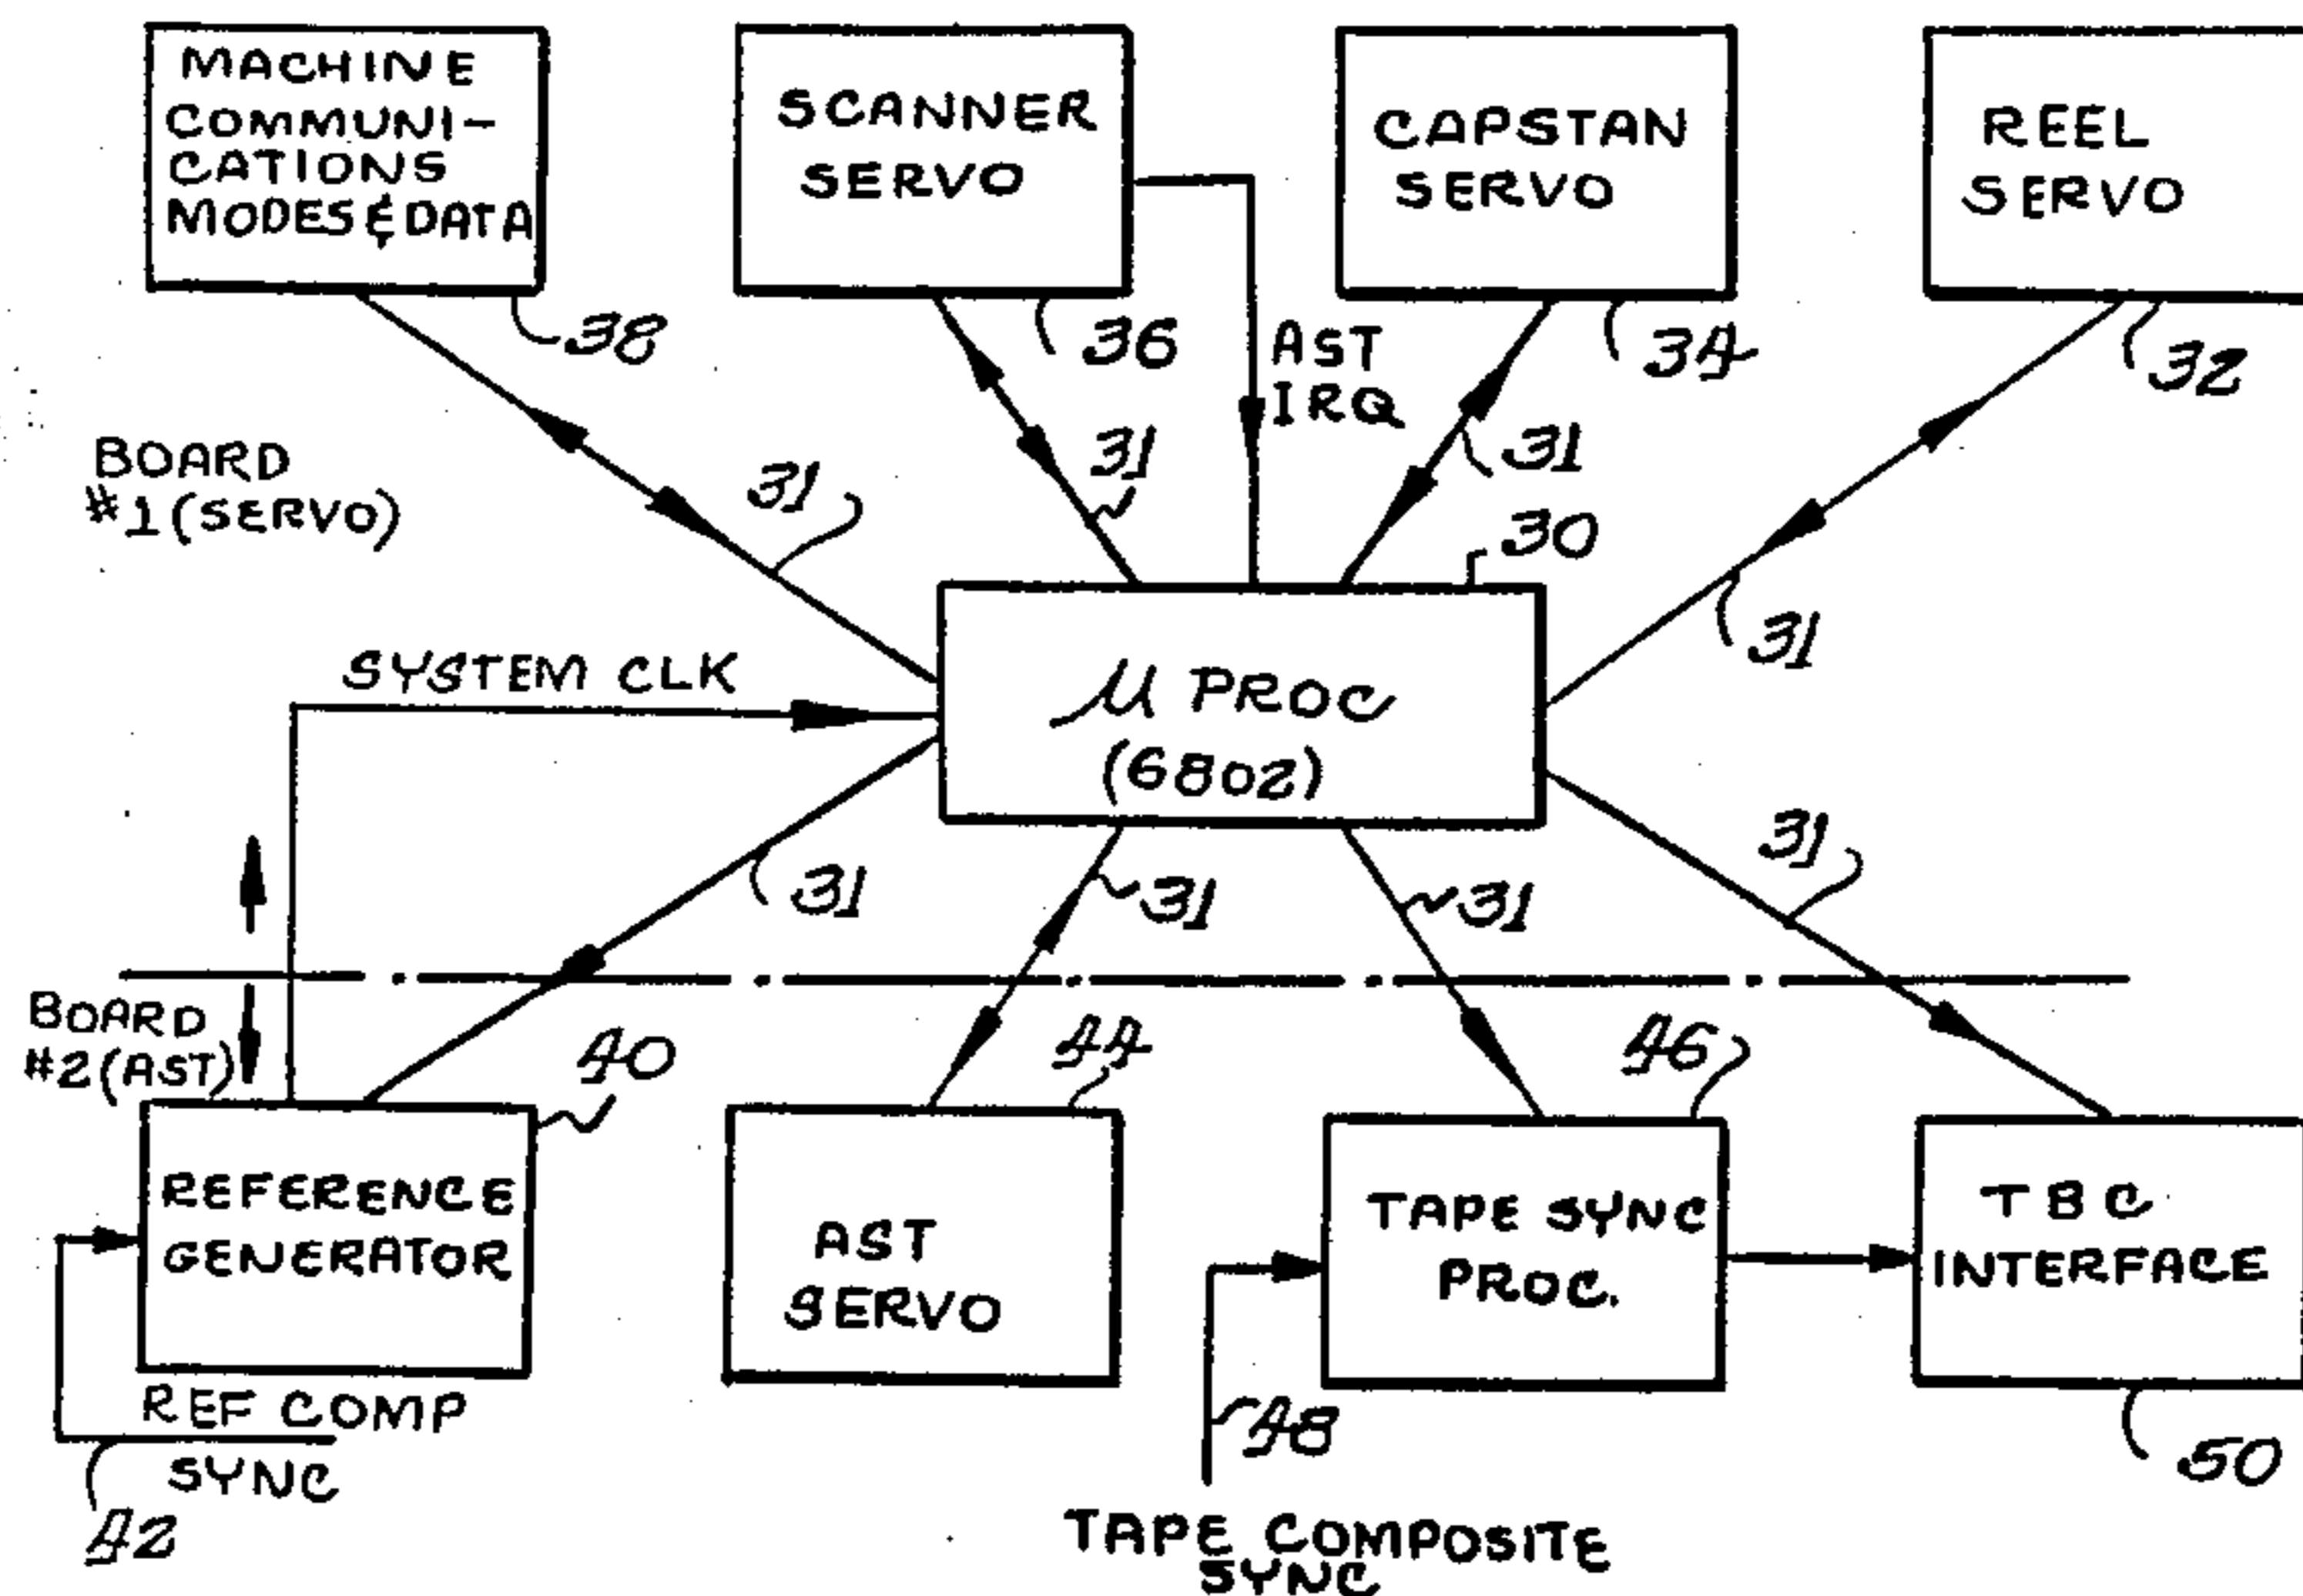 MACHINE
COMMUNI-
CATIONS
MODES & DATA
SCANNER
SERVO
CAPSTAN
SERVO
REEL
SERVO
38
36
AST
IRQ
34
32
BOARD
#1 (SERVO)
31
31
31
31
30
SYSTEM CLK
μ PROC
(6802)
31
31
31
31
BOARD
#2 (AST)
40
44
46
REFERENCE
GENERATOR
AST
SERVO
TAPE SYNC
PROC.
TBC
INTERFACE
REF COMP
SYNC
42
48
50
TAPE COMPOSITE
SYNC